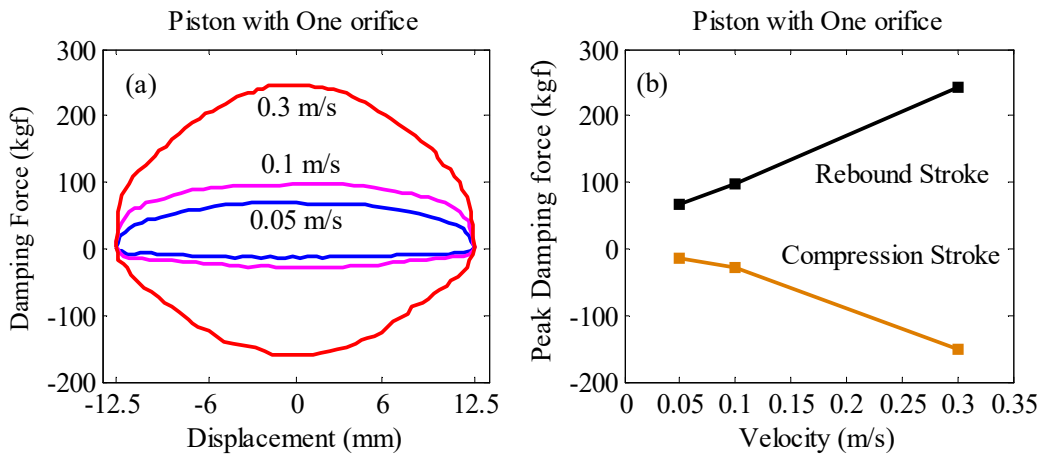 Piston with One orifice
(a)
300
200
100
0
-100
-200
Damping Force (kgf)
0.3 m/s
0.1 m/s
0.05 m/s
-12.5 -6 0 6 12.5
Displacement (mm)
Piston with One orifice
(b)
300
200
100
0
-100
-200
Peak Damping force (kgf)
Rebound Stroke
Compression Stroke
0 0.05 0.1 0.15 0.2 0.25 0.3 0.35
Velocity (m/s)